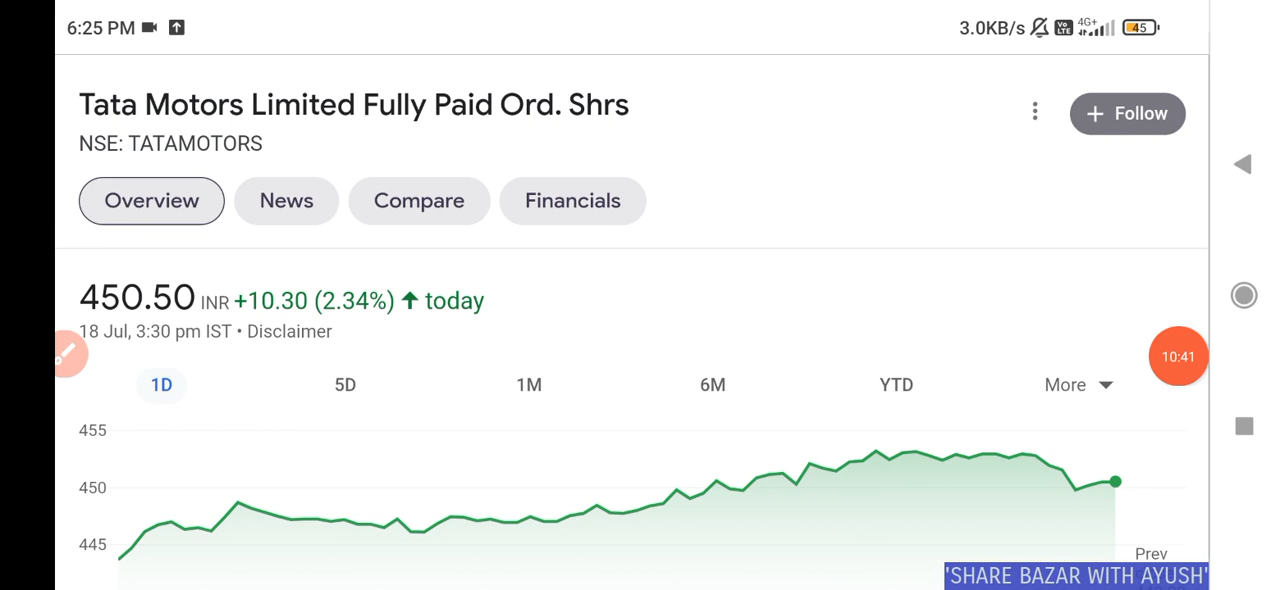 6:25 PM
3.0KB/s Vo LTE 4G+ 45
Tata Motors Limited Fully Paid Ord. Shrs
+ Follow
NSE: TATAMOTORS
Overview News Compare Financials
450.50 INR +10.30 (2.34%) ↑ today
18 Jul, 3:30 pm IST • Disclaimer
10:41
1D 5D 1M 6M YTD More
455
450
445
Prev
'SHARE BAZAR WITH AYUSH'